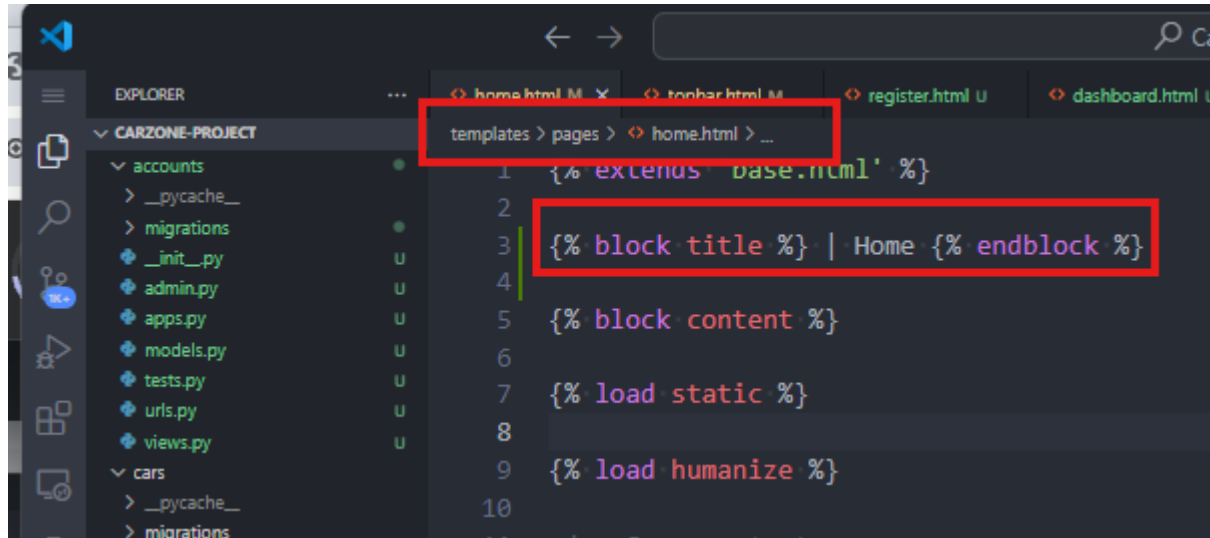 Ca
EXPLORER
...
home.html M ×
topbar.html M
register.html U
dashboard.html U
CARZONE-PROJECT
templates > pages > home.html > ...
accounts
__pycache__
migrations
__init__.py U
admin.py U
apps.py U
models.py U
tests.py U
urls.py U
views.py U
cars
__pycache__
migrations
1K+
1 {% extends 'base.html' %}
2
3 {% block title %} | Home {% endblock %}
4
5 {% block content %}
6
7 {% load static %}
8
9 {% load humanize %}
10